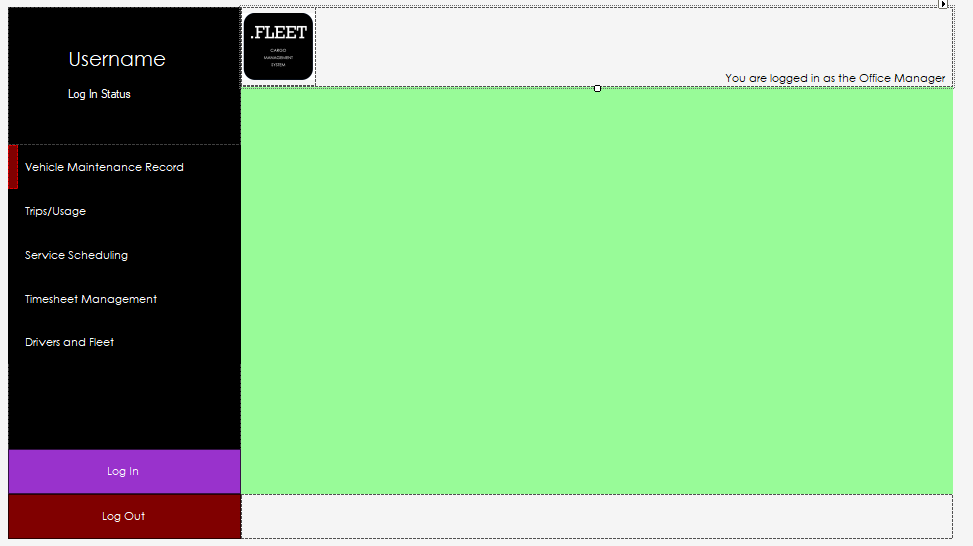 Username
Log In Status
.FLEET
CARGO
MANAGEMENT
SYSTEM
You are logged in as the Office Manager
Vehicle Maintenance Record
Trips/Usage
Service Scheduling
Timesheet Management
Drivers and Fleet
Log In
Log Out